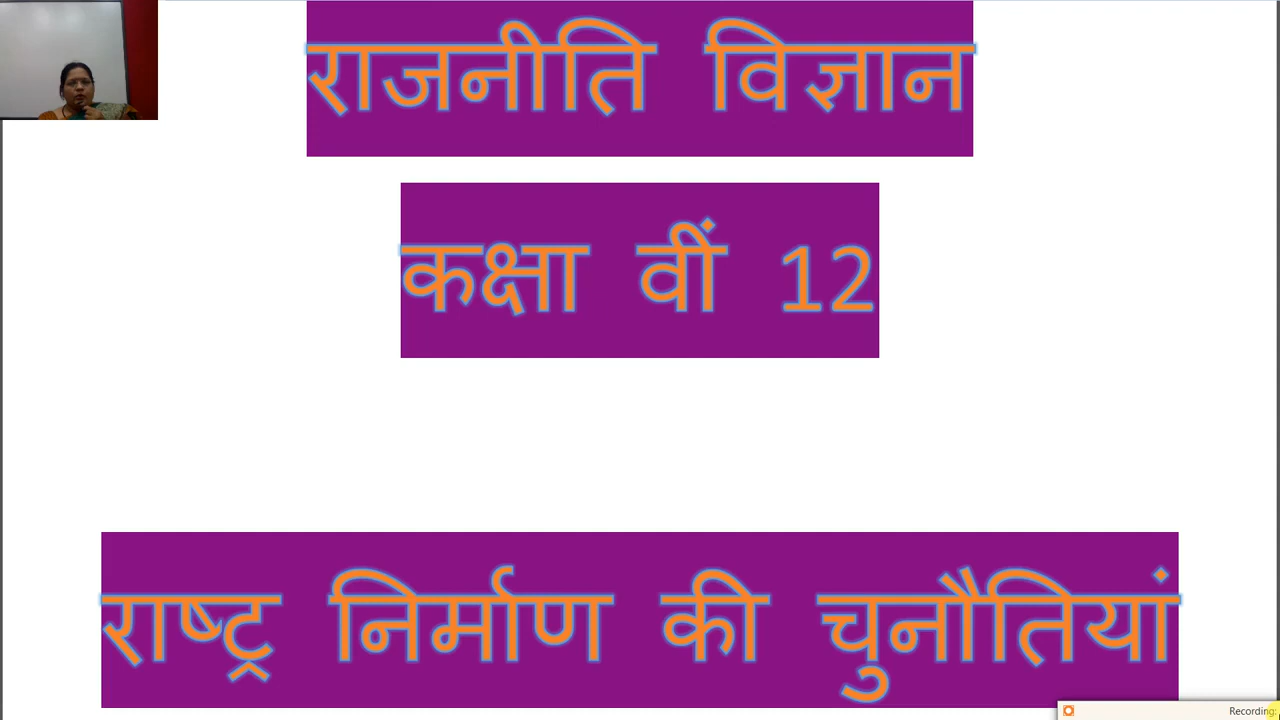 राजनीति विज्ञान
कक्षा वीं 12
राष्ट्र निर्माण की चुनौतियां
Recording: